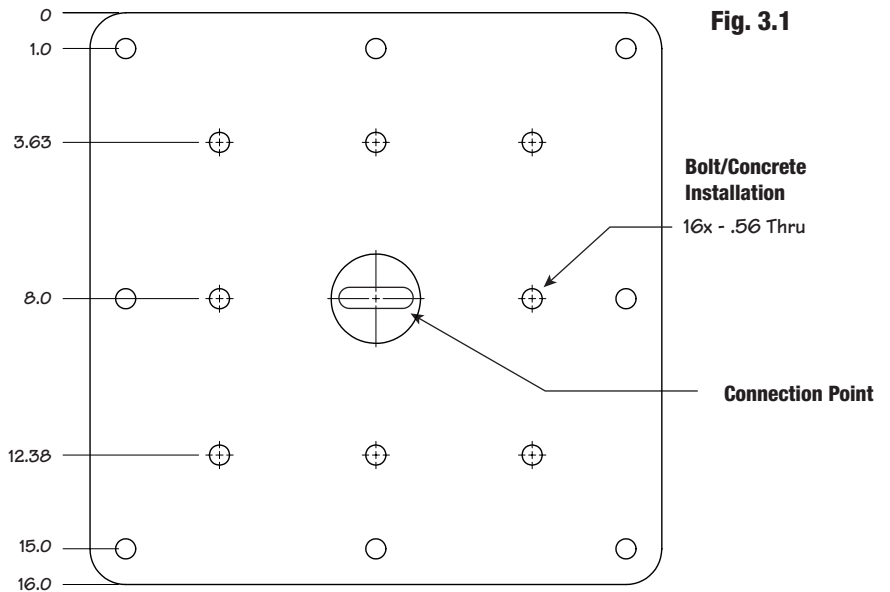 0
Fig. 3.1
1.0
3.63
Bolt/Concrete
Installation
16x - .56 Thru
8.0
Connection Point
12.38
15.0
16.0